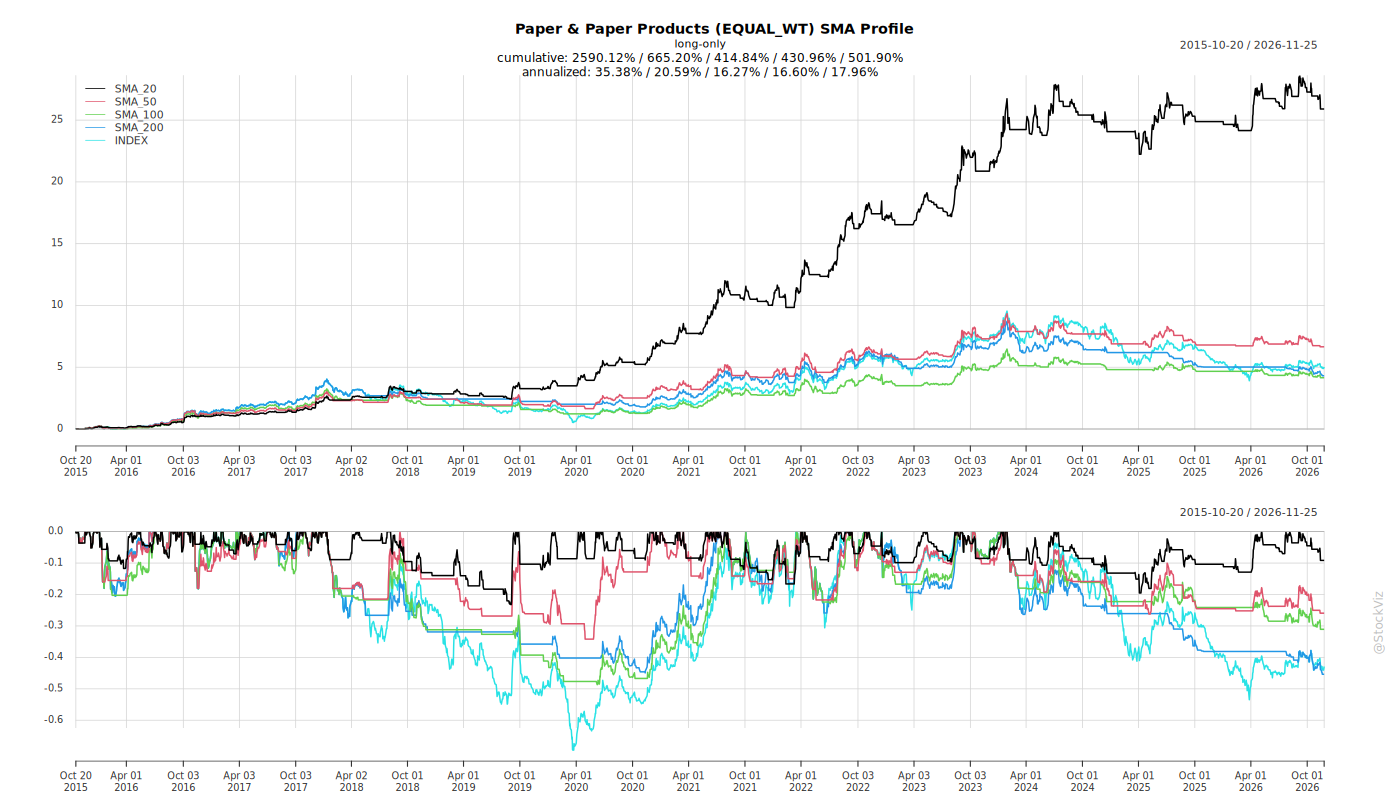 Paper & Paper Products (EQUAL_WT) SMA Profile
long-only
cumulative: 2590.12% / 665.20% / 414.84% / 430.96% / 501.90%
annualized: 35.38% / 20.59% / 16.27% / 16.60% / 17.96%
2015-10-20 / 2026-11-25
SMA_20
SMA_50
SMA_100
SMA_200
INDEX
25
20
15
10
5
0
Oct 20 Apr 01 Oct 03 Apr 03 Oct 03 Apr 02 Oct 01 Apr 01 Oct 01 Apr 01 Oct 01 Apr 01 Oct 01 Apr 01 Oct 03 Apr 03 Oct 03 Apr 01 Oct 01 Apr 01 Oct 01 Apr 01 Oct 01
2015 2016 2016 2017 2017 2018 2018 2019 2019 2020 2020 2021 2021 2022 2022 2023 2023 2024 2024 2025 2025 2026 2026
2015-10-20 / 2026-11-25
0.0
-0.1
-0.2
-0.3
-0.4
-0.5
-0.6
Oct 20 Apr 01 Oct 03 Apr 03 Oct 03 Apr 02 Oct 01 Apr 01 Oct 01 Apr 01 Oct 01 Apr 01 Oct 01 Apr 01 Oct 03 Apr 03 Oct 03 Apr 01 Oct 01 Apr 01 Oct 01 Apr 01 Oct 01
2015 2016 2016 2017 2017 2018 2018 2019 2019 2020 2020 2021 2021 2022 2022 2023 2023 2024 2024 2025 2025 2026 2026
@StockViz